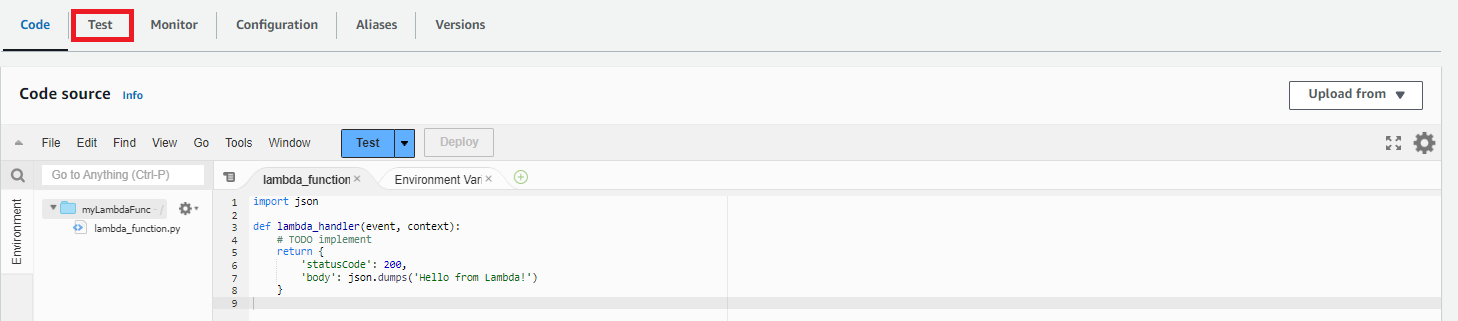 Code Test Monitor Configuration Aliases Versions
Code source Info
Upload from
File Edit Find View Go Tools Window Test Deploy
Go to Anything (Ctrl-P)
lambda_function Environment Vari
Environment
myLambdaFunc - /
lambda_function.py
1 import json
2
3 def lambda_handler(event, context):
4 # TODO implement
5 return {
6 'statusCode': 200,
7 'body': json.dumps('Hello from Lambda!')
8 }
9